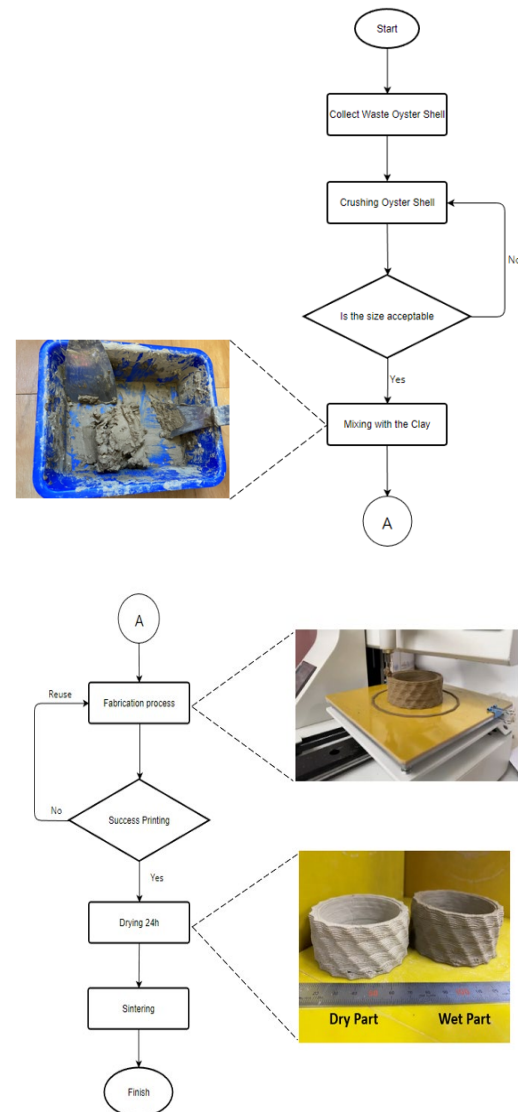 Start
Collect Waste Oyster Shell
Crushing Oyster Shell
No
Is the size acceptable
Yes
Mixing with the Clay
A
A
Reuse
Fabrication process
No
Success Printing
Yes
Drying 24h
Dry Part
Wet Part
Sintering
Finish